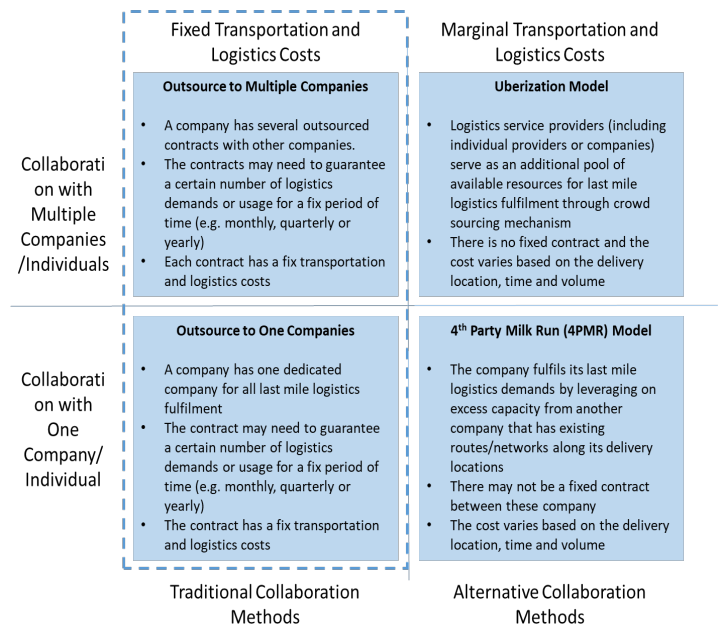 Fixed Transportation and
Logistics Costs
Marginal Transportation and
Logistics Costs
Collaborati
on with
Multiple
Companies
/Individuals
Outsource to Multiple Companies
• A company has several outsourced
contracts with other companies.
• The contracts may need to guarantee
a certain number of logistics
demands or usage for a fix period of
time (e.g. monthly, quarterly or
yearly)
• Each contract has a fix transportation
and logistics costs
Uberization Model
• Logistics service providers (including
individual providers or companies)
serve as an additional pool of
available resources for last mile
logistics fulfilment through crowd
sourcing mechanism
• There is no fixed contract and the
cost varies based on the delivery
location, time and volume
Collaborati
on with
One
Company/
Individual
Outsource to One Companies
• A company has one dedicated
company for all last mile logistics
fulfilment
• The contract may need to guarantee
a certain number of logistics
demands or usage for a fix period of
time (e.g. monthly, quarterly or
yearly)
• The contract has a fix transportation
and logistics costs
4th Party Milk Run (4PMR) Model
• The company fulfils its last mile
logistics demands by leveraging on
excess capacity from another
company that has existing
routes/networks along its delivery
locations
• There may not be a fixed contract
between these company
• The cost varies based on the delivery
location, time and volume
Traditional Collaboration
Methods
Alternative Collaboration
Methods